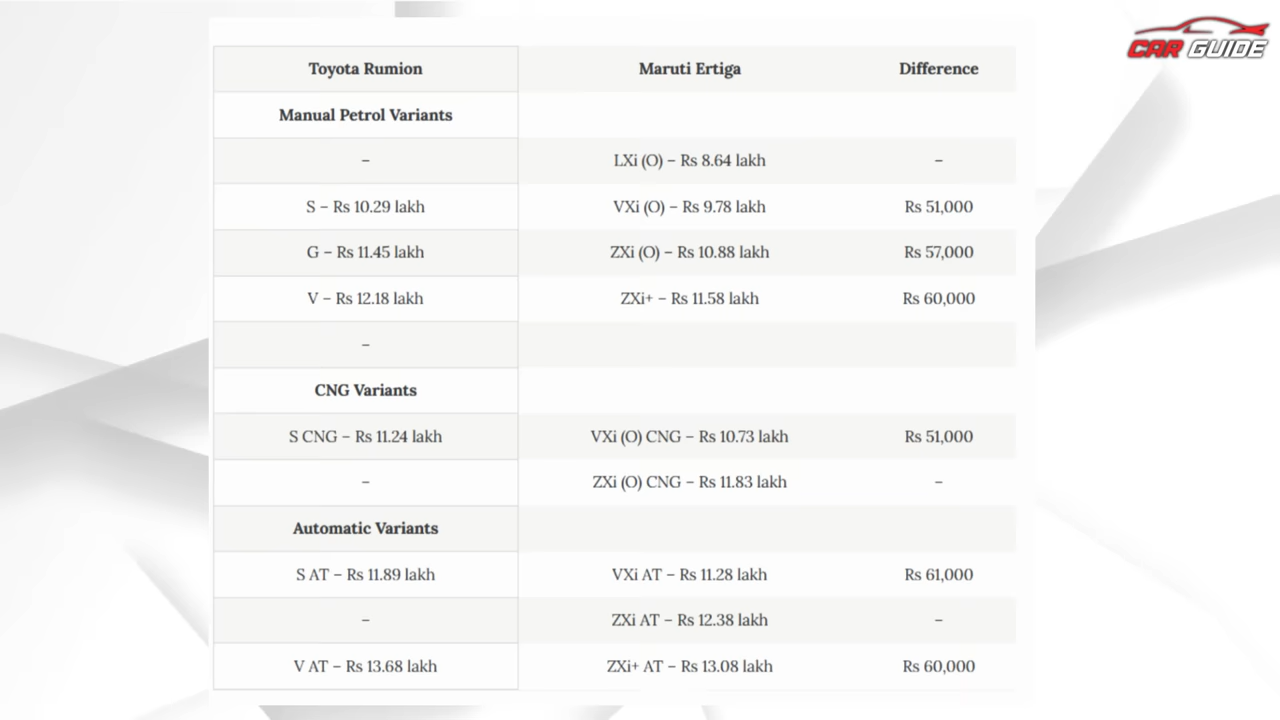 CAR GUIDE
Toyota Rumion Maruti Ertiga Difference
Manual Petrol Variants
– LXi (O) – Rs 8.64 lakh –
S – Rs 10.29 lakh VXi (O) – Rs 9.78 lakh Rs 51,000
G – Rs 11.45 lakh ZXi (O) – Rs 10.88 lakh Rs 57,000
V – Rs 12.18 lakh ZXi+ – Rs 11.58 lakh Rs 60,000
–
CNG Variants
S CNG – Rs 11.24 lakh VXi (O) CNG – Rs 10.73 lakh Rs 51,000
– ZXi (O) CNG – Rs 11.83 lakh –
Automatic Variants
S AT – Rs 11.89 lakh VXi AT – Rs 11.28 lakh Rs 61,000
– ZXi AT – Rs 12.38 lakh –
V AT – Rs 13.68 lakh ZXi+ AT – Rs 13.08 lakh Rs 60,000